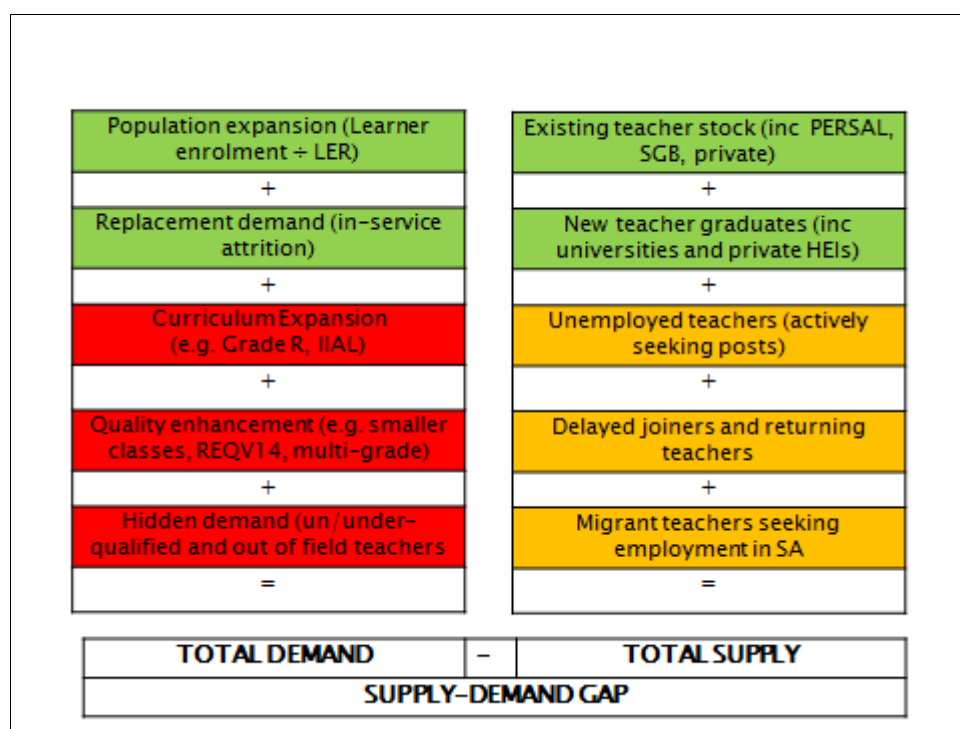 Population expansion (Learner
enrolment ÷ LER)
+
Replacement demand (in-service
attrition)
+
Curriculum Expansion
(e.g. Grade R, IIAL)
+
Quality enhancement (e.g. smaller
classes, REQV14, multi-grade)
+
Hidden demand (un/under-
qualified and out of field teachers
=
Existing teacher stock (inc PERSAL,
SGB, private)
+
New teacher graduates (inc
universities and private HEIs)
+
Unemployed teachers (actively
seeking posts)
+
Delayed joiners and returning
teachers
+
Migrant teachers seeking
employment in SA
=
TOTAL DEMAND - TOTAL SUPPLY
SUPPLY-DEMAND GAP